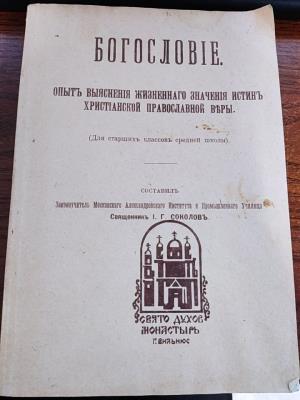 БОГОСЛОВІЕ.
ОПЫТЪ ВЫЯСНЕНІЯ ЖИЗНЕННАГО ЗНАЧЕНІЯ ИСТИНЪ
ХРИСТІАНСКОЙ ПРАВОСЛАВНОЙ ВѢРЫ.
(Для старшихъ классовъ средней школы).
СОСТАВИЛЪ
Законоучитель Московскаго Александровскаго Института и Промышленнаго Училища
Священникъ І. Г. СОКОЛОВЪ.
СВЯТО ДУХОВ
МОНАСТЫРЬ
Г. ВИЛЬНЮС